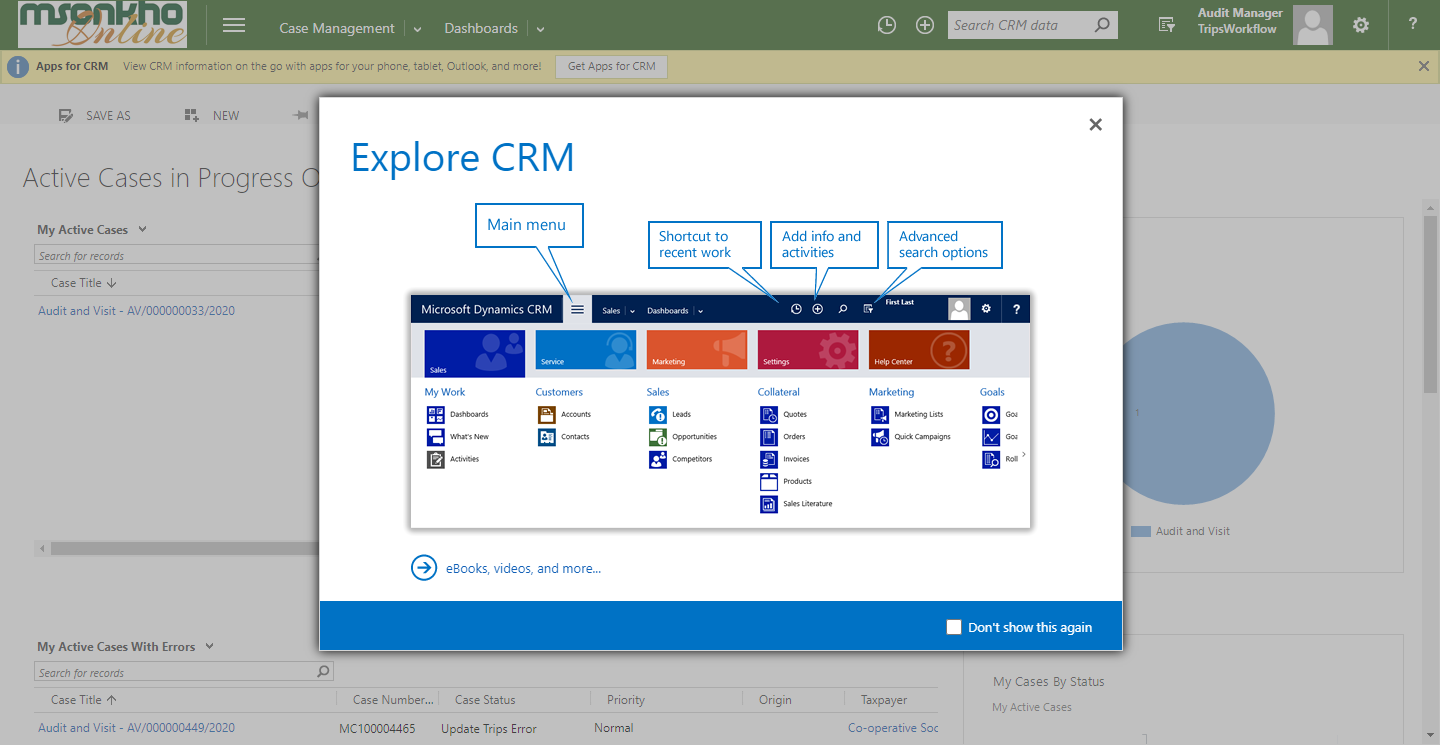 msonkho
Online
Case Management
Dashboards
Search CRM data
Audit Manager
TripsWorkflow
?
Apps for CRM
View CRM information on the go with apps for your phone, tablet, Outlook, and more!
Get Apps for CRM
SAVE AS
NEW
Active Cases in Progress O
My Active Cases
Search for records
Case Title
Audit and Visit - AV/000000033/2020
Explore CRM
Main menu
Shortcut to
recent work
Add info and
activities
Advanced
search options
Microsoft Dynamics CRM
Sales
Dashboards
First Last
?
Sales
Service
Marketing
Settings
Help Center
My Work
Dashboards
What's New
Activities
Customers
Accounts
Contacts
Sales
Leads
Opportunities
Competitors
Collateral
Quotes
Orders
Invoices
Products
Sales Literature
Marketing
Marketing Lists
Quick Campaigns
Goals
Goa
Goa
Roll
eBooks, videos, and more...
Don't show this again
1
Audit and Visit
My Active Cases With Errors
Search for records
Case Title
Case Number...
Case Status
Priority
Origin
Taxpayer
Audit and Visit - AV/000000449/2020
MC100004465
Update Trips Error
Normal
Co-operative Soc
My Cases By Status
My Active Cases